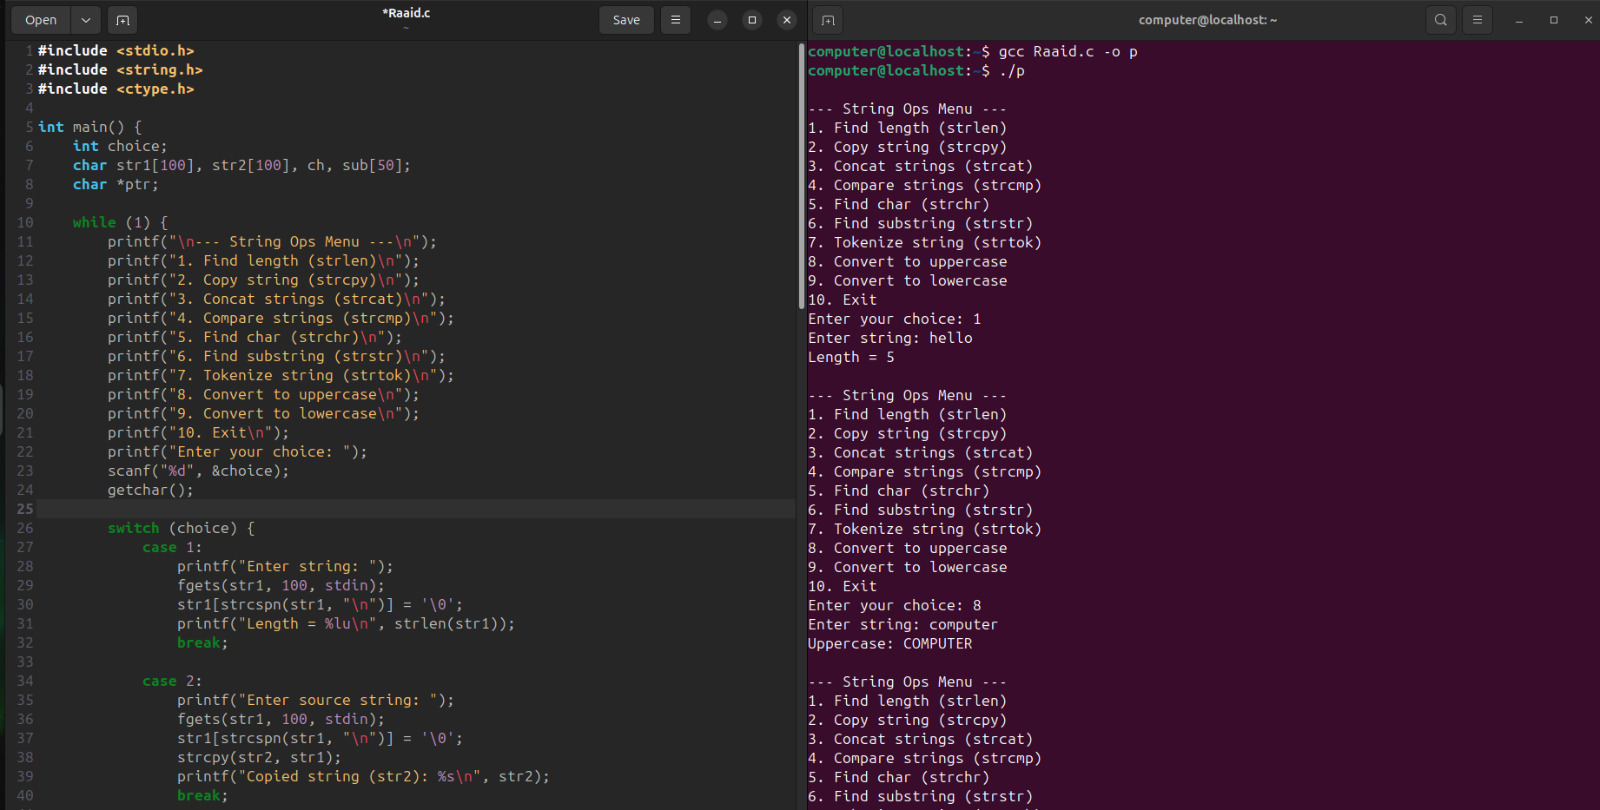 Open
*Raaid.c
~
Save
1 #include <stdio.h>
2 #include <string.h>
3 #include <ctype.h>
4
5 int main() {
6     int choice;
7     char str1[100], str2[100], ch, sub[50];
8     char *ptr;
9
10     while (1) {
11         printf("\n--- String Ops Menu ---\n");
12         printf("1. Find length (strlen)\n");
13         printf("2. Copy string (strcpy)\n");
14         printf("3. Concat strings (strcat)\n");
15         printf("4. Compare strings (strcmp)\n");
16         printf("5. Find char (strchr)\n");
17         printf("6. Find substring (strstr)\n");
18         printf("7. Tokenize string (strtok)\n");
19         printf("8. Convert to uppercase\n");
20         printf("9. Convert to lowercase\n");
21         printf("10. Exit\n");
22         printf("Enter your choice: ");
23         scanf("%d", &choice);
24         getchar();
25
26         switch (choice) {
27             case 1:
28                 printf("Enter string: ");
29                 fgets(str1, 100, stdin);
30                 str1[strcspn(str1, "\n")] = '\0';
31                 printf("Length = %lu\n", strlen(str1));
32                 break;
33
34             case 2:
35                 printf("Enter source string: ");
36                 fgets(str1, 100, stdin);
37                 str1[strcspn(str1, "\n")] = '\0';
38                 strcpy(str2, str1);
39                 printf("Copied string (str2): %s\n", str2);
40                 break;
computer@localhost: ~
computer@localhost:~$ gcc Raaid.c -o p
computer@localhost:~$ ./p

--- String Ops Menu ---
1. Find length (strlen)
2. Copy string (strcpy)
3. Concat strings (strcat)
4. Compare strings (strcmp)
5. Find char (strchr)
6. Find substring (strstr)
7. Tokenize string (strtok)
8. Convert to uppercase
9. Convert to lowercase
10. Exit
Enter your choice: 1
Enter string: hello
Length = 5

--- String Ops Menu ---
1. Find length (strlen)
2. Copy string (strcpy)
3. Concat strings (strcat)
4. Compare strings (strcmp)
5. Find char (strchr)
6. Find substring (strstr)
7. Tokenize string (strtok)
8. Convert to uppercase
9. Convert to lowercase
10. Exit
Enter your choice: 8
Enter string: computer
Uppercase: COMPUTER

--- String Ops Menu ---
1. Find length (strlen)
2. Copy string (strcpy)
3. Concat strings (strcat)
4. Compare strings (strcmp)
5. Find char (strchr)
6. Find substring (strstr)